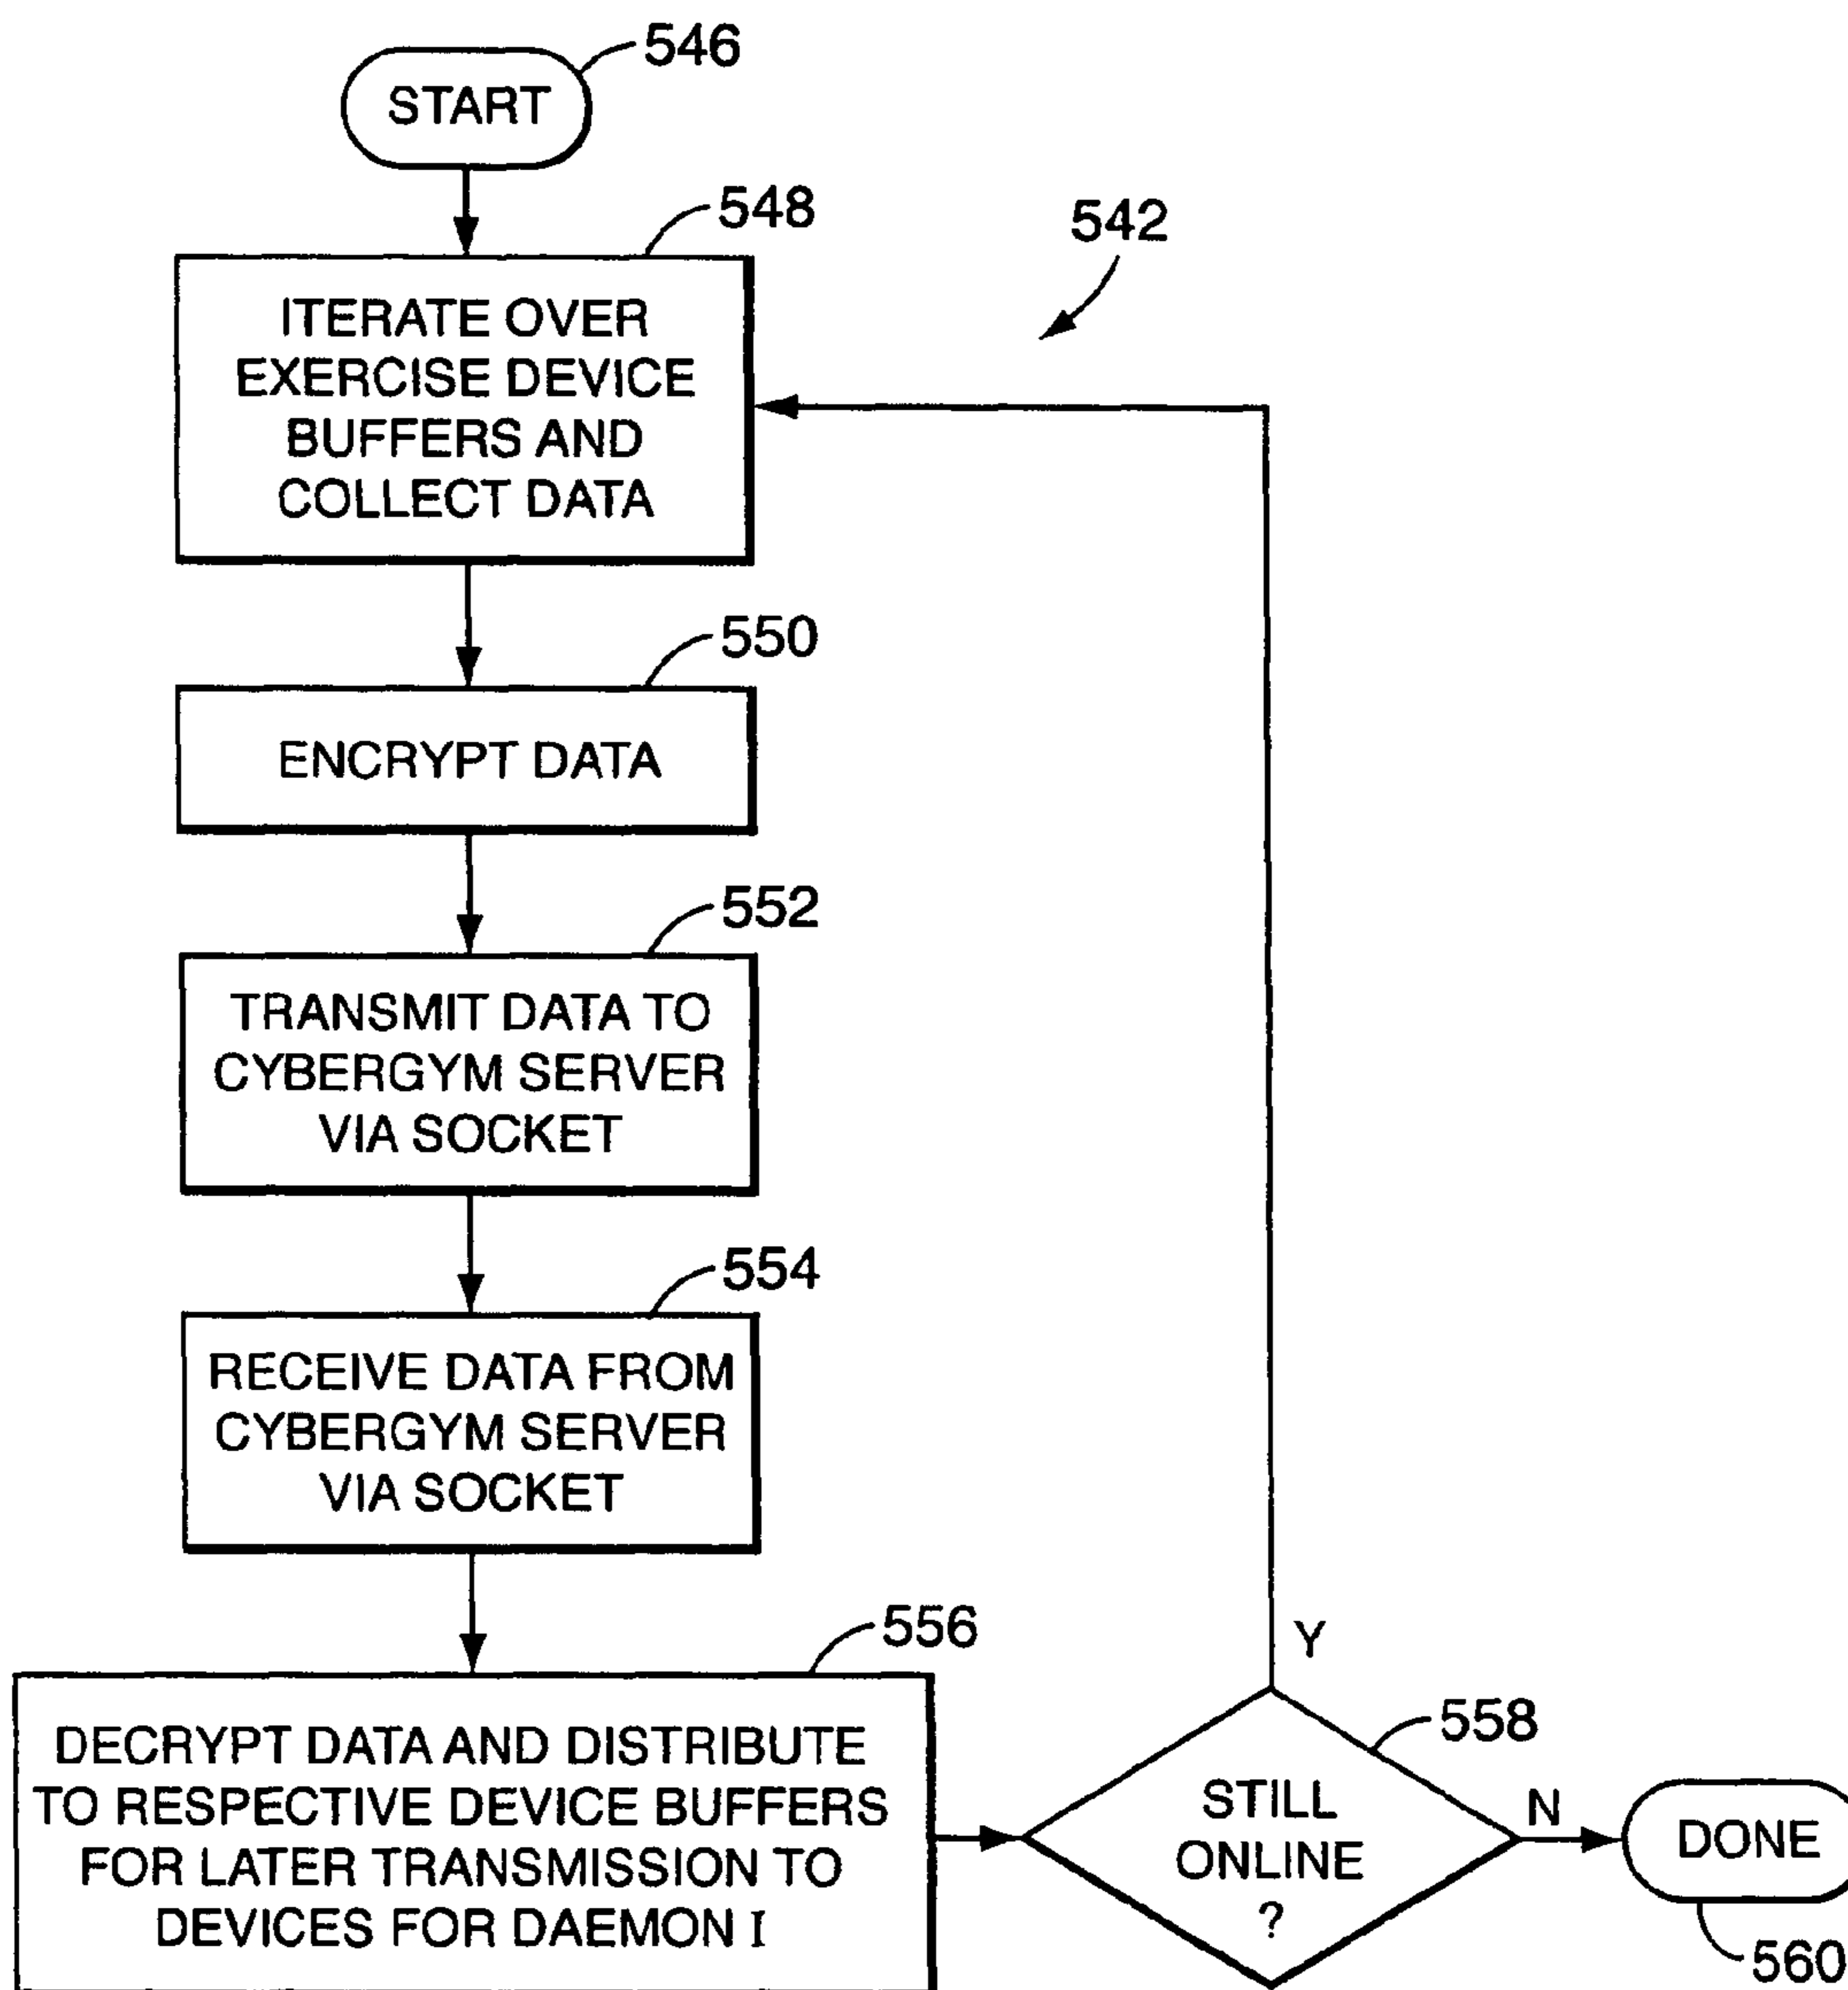 546
START
548
542
ITERATE OVER
EXERCISE DEVICE
BUFFERS AND
COLLECT DATA
550
ENCRYPT DATA
552
TRANSMIT DATA TO
CYBERGYM SERVER
VIA SOCKET
554
RECEIVE DATA FROM
CYBERGYM SERVER
VIA SOCKET
556
DECRYPT DATA AND DISTRIBUTE
TO RESPECTIVE DEVICE BUFFERS
FOR LATER TRANSMISSION TO
DEVICES FOR DAEMON I
Y
558
STILL
ONLINE
?
N
DONE
560